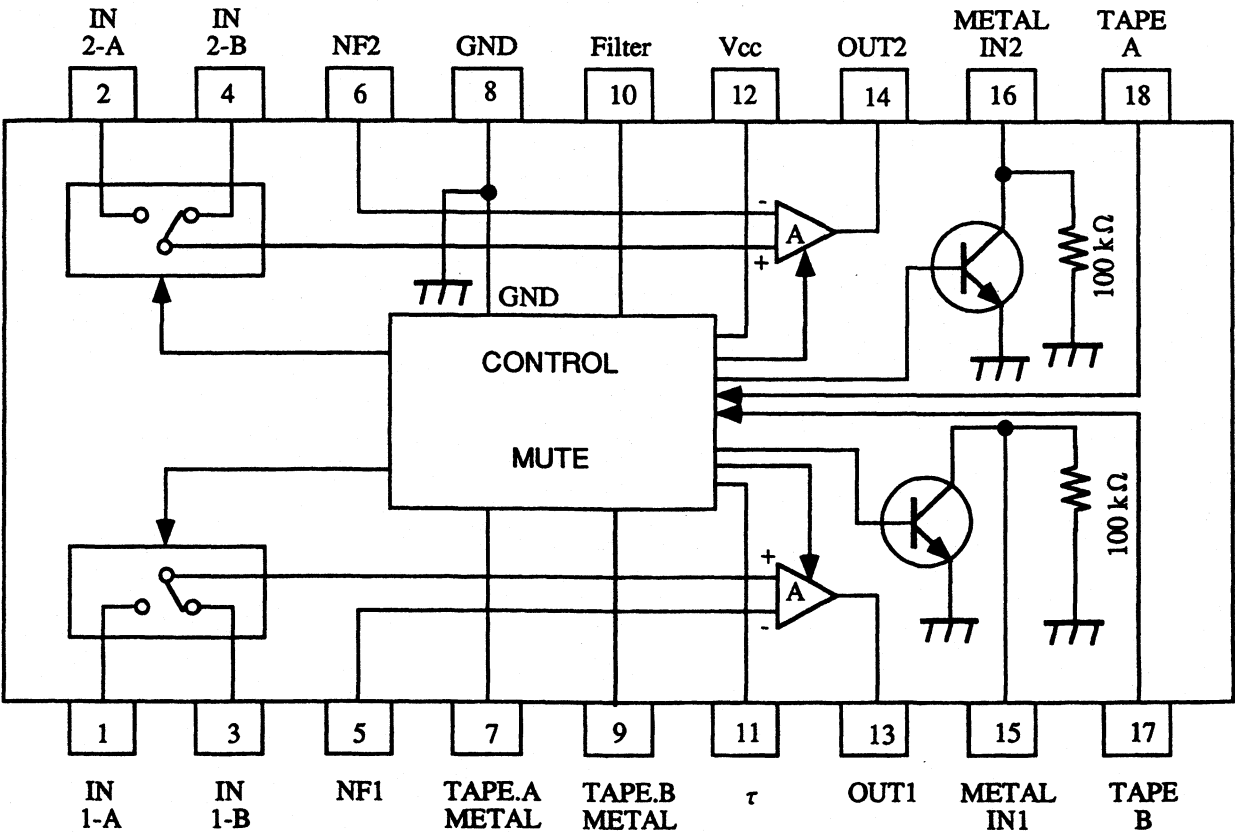 IN
2-A
IN
2-B
NF2
GND
Filter
Vcc
OUT2
METAL
IN2
TAPE
A
2
4
6
8
10
12
14
16
18
-
A
+
100 kΩ
GND
CONTROL
MUTE
100 kΩ
+
A
-
1
3
5
7
9
11
13
15
17
IN
1-A
IN
1-B
NF1
TAPE.A
METAL
TAPE.B
METAL
τ
OUT1
METAL
IN1
TAPE
B